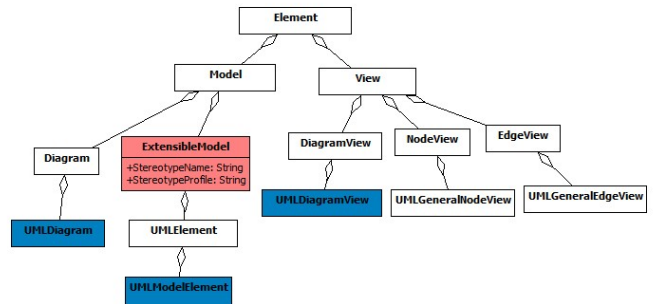 Element
Model
View
Diagram
ExtensibleModel
+StereotypeName: String
+StereotypeProfile: String
DiagramView
NodeView
EdgeView
UMLDiagram
UMLElement
UMLDiagramView
UMLGeneralNodeView
UMLGeneralEdgeView
UMLModelElement